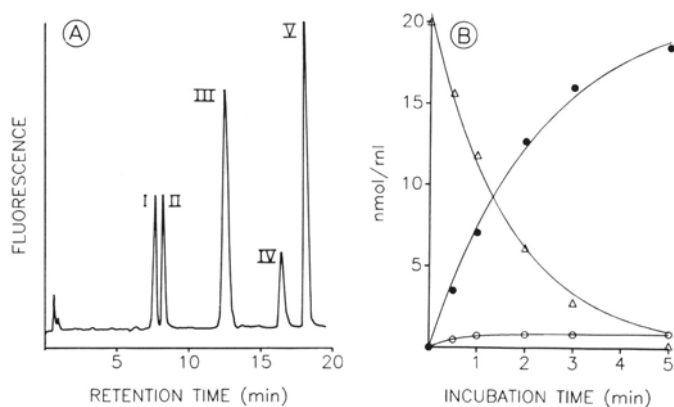 A
V
III
I II
IV
FLUORESCENCE
5 10 15 20
RETENTION TIME (min)
B
20
15
10
5
nmol/ml
0 1 2 3 4 5
INCUBATION TIME (min)